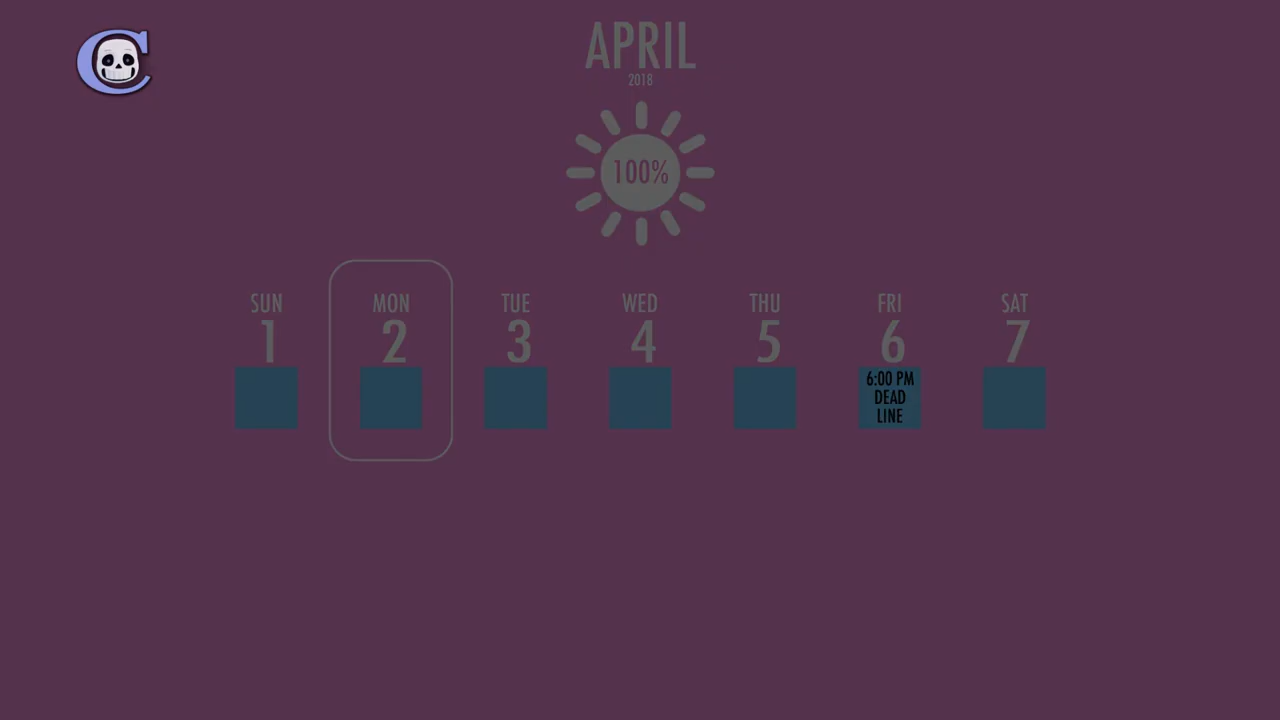 C
APRIL
2018
100%
SUN MON TUE WED THU FRI SAT
1 2 3 4 5 6 7
6:00 PM
DEAD
LINE